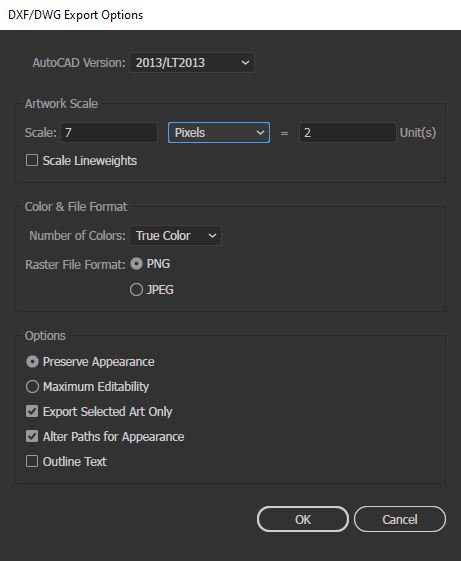 DXF/DWG Export Options
AutoCAD Version: 2013/LT2013
Artwork Scale
Scale: 7 Pixels = 2 Unit(s)
Scale Lineweights
Color & File Format
Number of Colors: True Color
Raster File Format: PNG
JPEG
Options
Preserve Appearance
Maximum Editability
Export Selected Art Only
Alter Paths for Appearance
Outline Text
OK Cancel